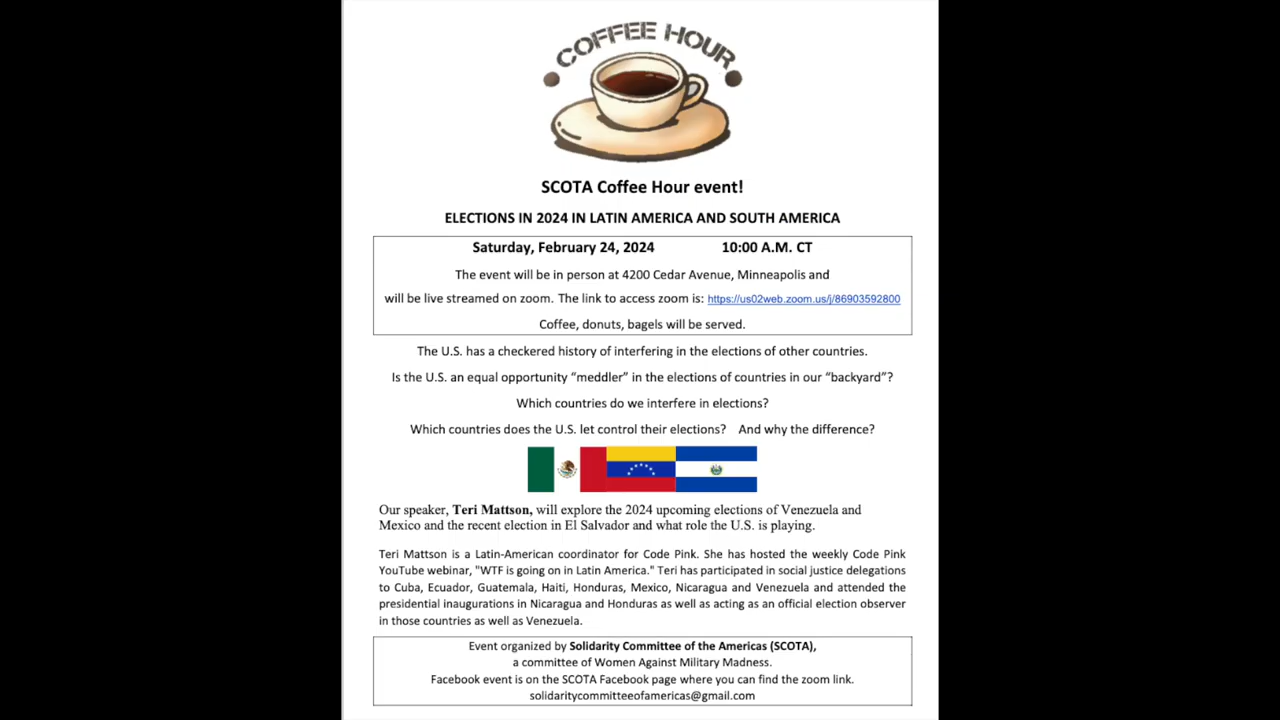 COFFEE HOUR
SCOTA Coffee Hour event!
ELECTIONS IN 2024 IN LATIN AMERICA AND SOUTH AMERICA
Saturday, February 24, 2024 10:00 A.M. CT
The event will be in person at 4200 Cedar Avenue, Minneapolis and
will be live streamed on zoom. The link to access zoom is: https://us02web.zoom.us/j/86903592800
Coffee, donuts, bagels will be served.
The U.S. has a checkered history of interfering in the elections of other countries.
Is the U.S. an equal opportunity “meddler” in the elections of countries in our “backyard”?
Which countries do we interfere in elections?
Which countries does the U.S. let control their elections? And why the difference?
Our speaker, Teri Mattson, will explore the 2024 upcoming elections of Venezuela and
Mexico and the recent election in El Salvador and what role the U.S. is playing.
Teri Mattson is a Latin-American coordinator for Code Pink. She has hosted the weekly Code Pink
YouTube webinar, "WTF is going on in Latin America." Teri has participated in social justice delegations
to Cuba, Ecuador, Guatemala, Haiti, Honduras, Mexico, Nicaragua and Venezuela and attended the
presidential inaugurations in Nicaragua and Honduras as well as acting as an official election observer
in those countries as well as Venezuela.
Event organized by Solidarity Committee of the Americas (SCOTA),
a committee of Women Against Military Madness.
Facebook event is on the SCOTA Facebook page where you can find the zoom link.
solidaritycommitteeofamericas@gmail.com